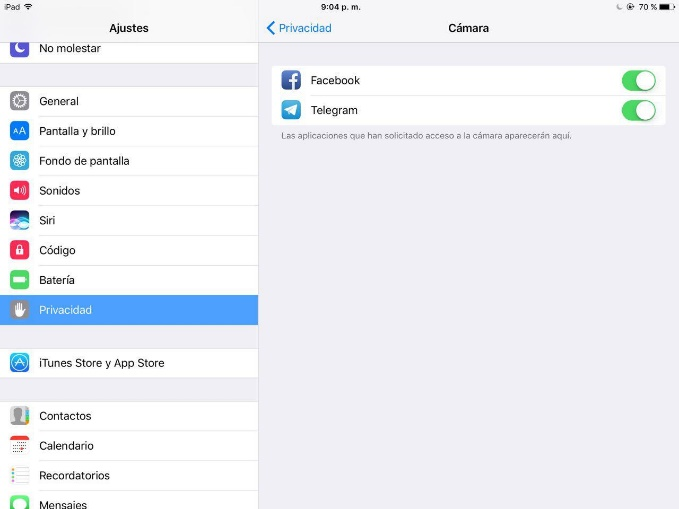 iPad
9:04 p. m.
70 %
Ajustes
Privacidad
Cámara
No molestar
General
Pantalla y brillo
Fondo de pantalla
Sonidos
Siri
Código
Batería
Privacidad
iTunes Store y App Store
Contactos
Calendario
Recordatorios
Mensajes
Facebook
Telegram
Las aplicaciones que han solicitado acceso a la cámara aparecerán aquí.